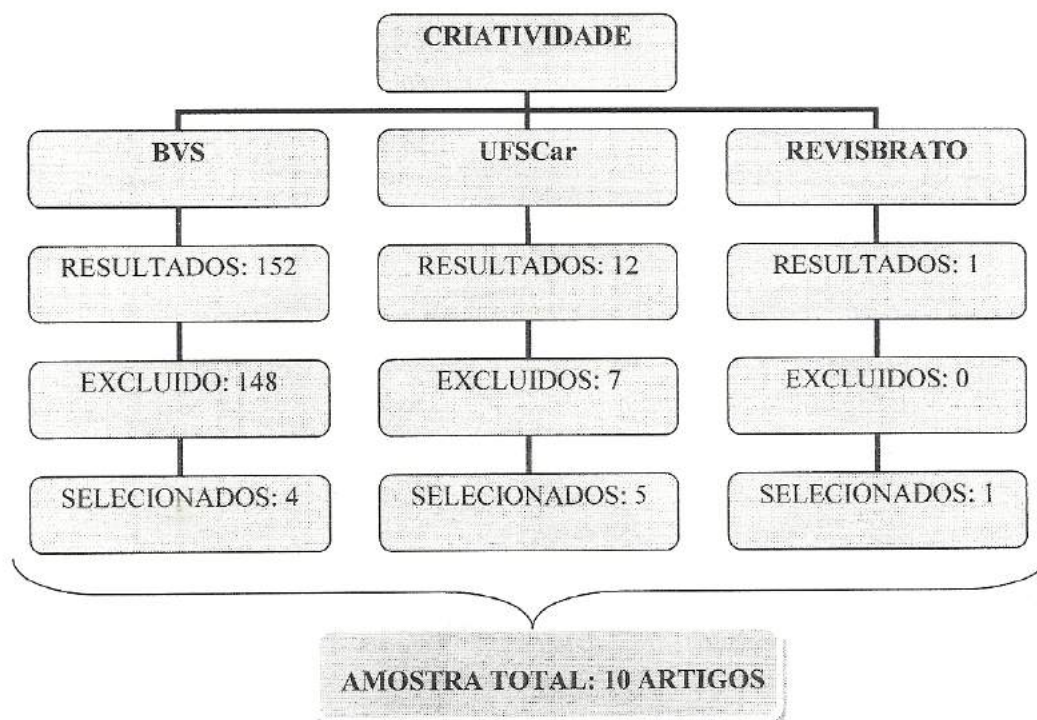 CRIATIVIDADE
BVS
UFSCar
REVISBRATO
RESULTADOS: 152
RESULTADOS: 12
RESULTADOS: 1
EXCLUIDO: 148
EXCLUIDOS: 7
EXCLUIDOS: 0
SELECIONADOS: 4
SELECIONADOS: 5
SELECIONADOS: 1
AMOSTRA TOTAL: 10 ARTIGOS